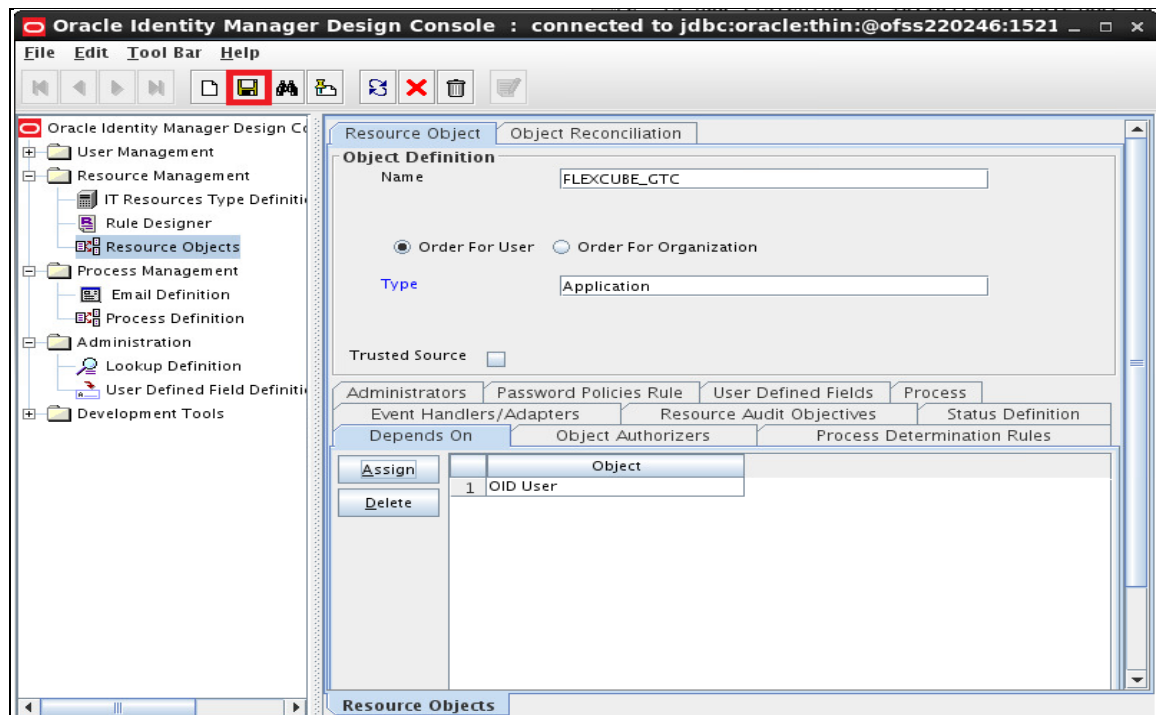 Oracle Identity Manager Design Console : connected to jdbc:oracle:thin:@ofss220246:1521
File Edit Tool Bar Help
Oracle Identity Manager Design Co
User Management
Resource Management
IT Resources Type Definiti
Rule Designer
Resource Objects
Process Management
Email Definition
Process Definition
Administration
Lookup Definition
User Defined Field Definiti
Development Tools
Resource Object Object Reconciliation
Object Definition
Name FLEXCUBE_GTC
Order For User Order For Organization
Type Application
Trusted Source
Administrators Password Policies Rule User Defined Fields Process
Event Handlers/Adapters Resource Audit Objectives Status Definition
Depends On Object Authorizers Process Determination Rules
Assign
Delete
Object
1 OID User
Resource Objects